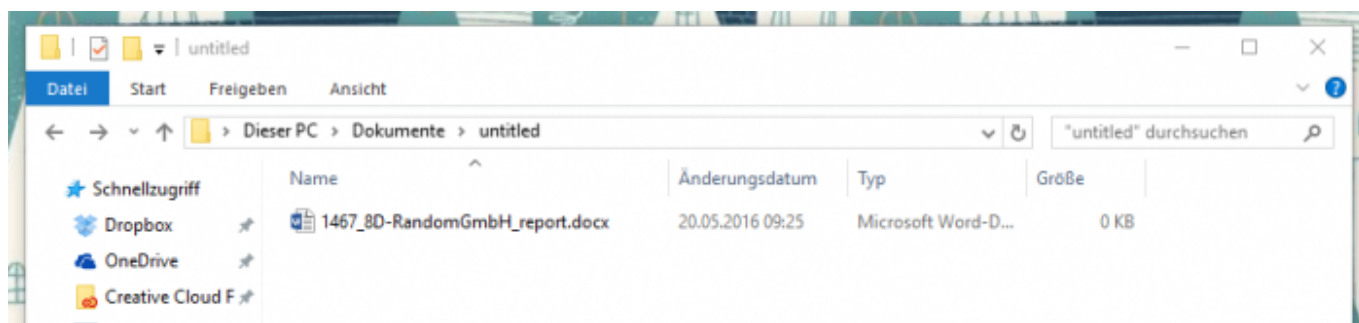 untitled
Datei Start Freigeben Ansicht
Dieser PC > Dokumente > untitled "untitled" durchsuchen
Schnellzugriff Name Änderungsdatum Typ Größe
Dropbox 1467_8D-RandomGmbH_report.docx 20.05.2016 09:25 Microsoft Word-D... 0 KB
OneDrive
Creative Cloud F